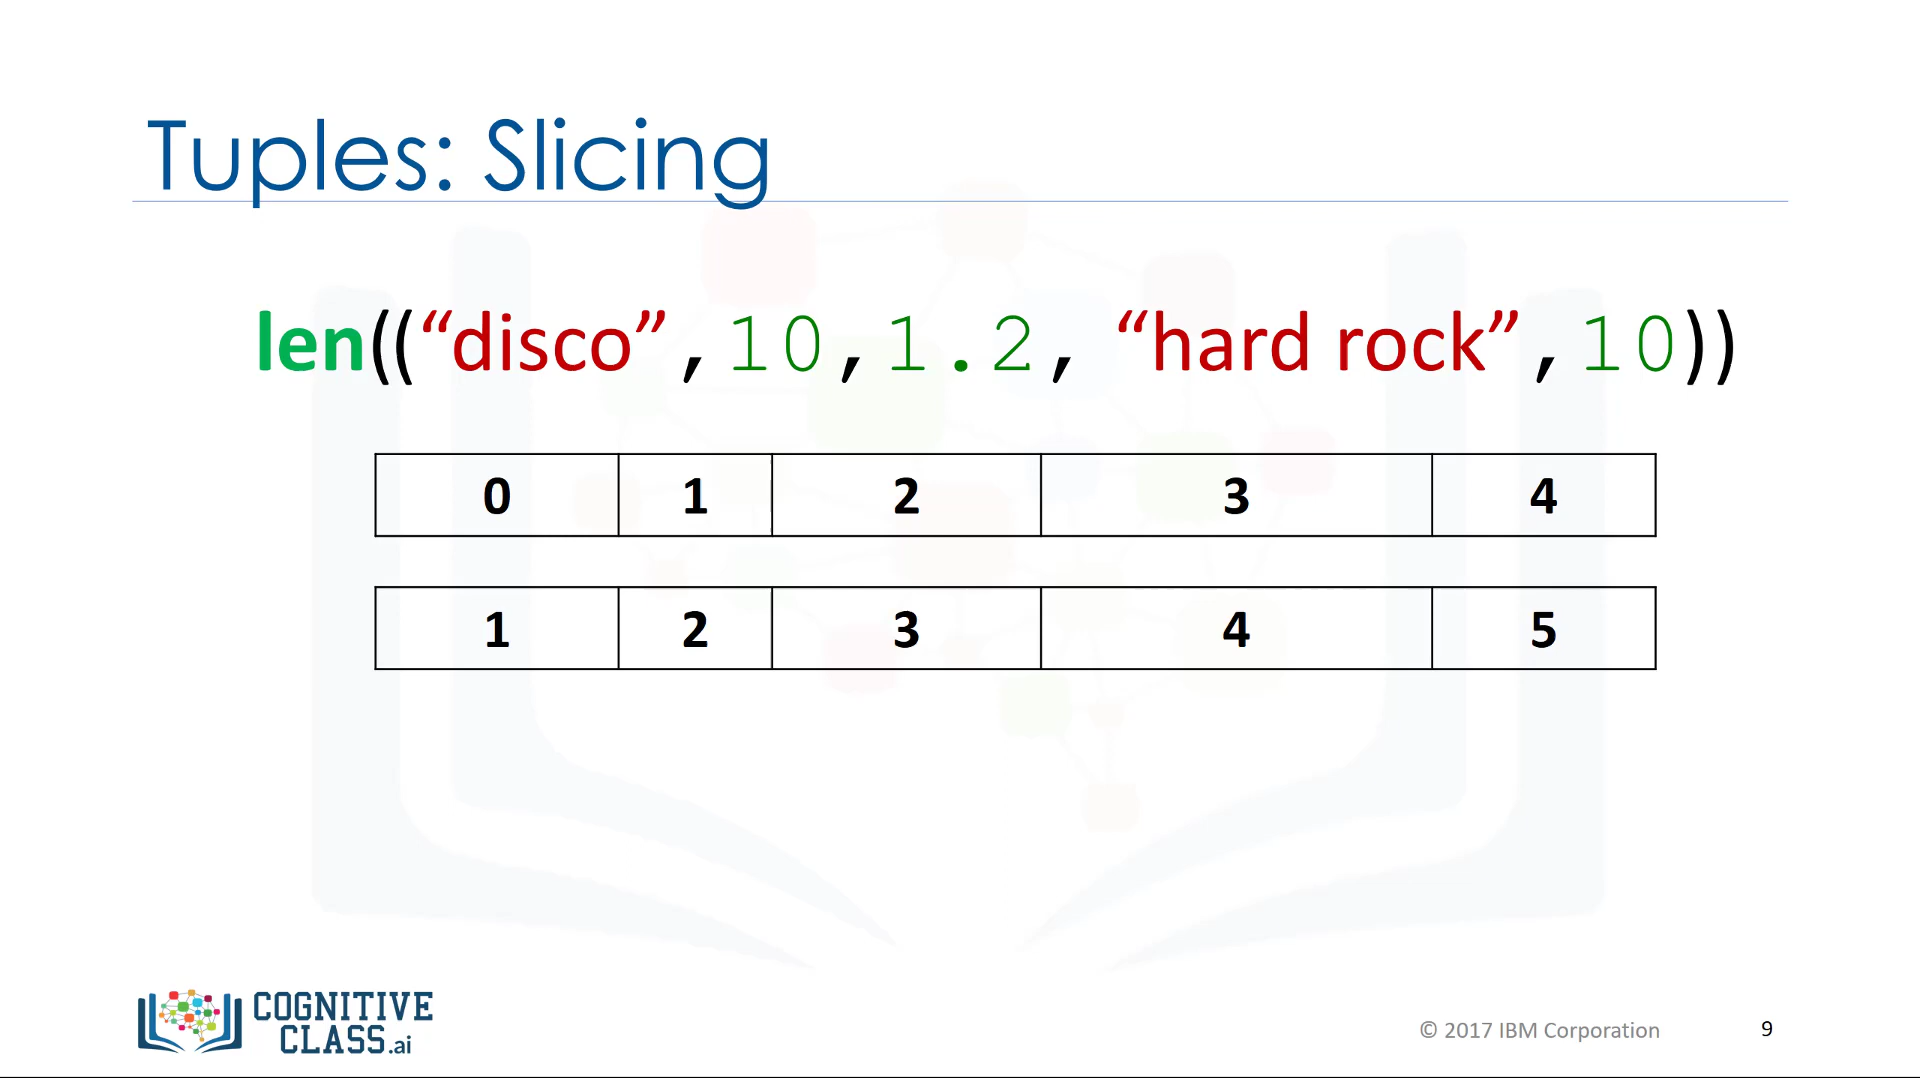 Tuples: Slicing
len((“disco”,10,1.2, “hard rock”,10))
0 1 2 3 4
1 2 3 4 5
COGNITIVE
CLASS.ai
© 2017 IBM Corporation 9